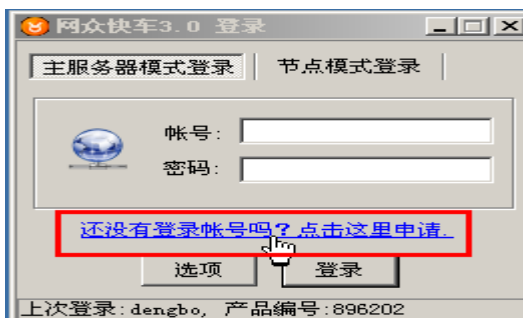 网众快车3.0 登录
主服务器模式登录 节点模式登录
帐号:
密码:
还没有登录帐号吗?点击这里申请.
选项 登录
上次登录:dengbo, 产品编号:896202